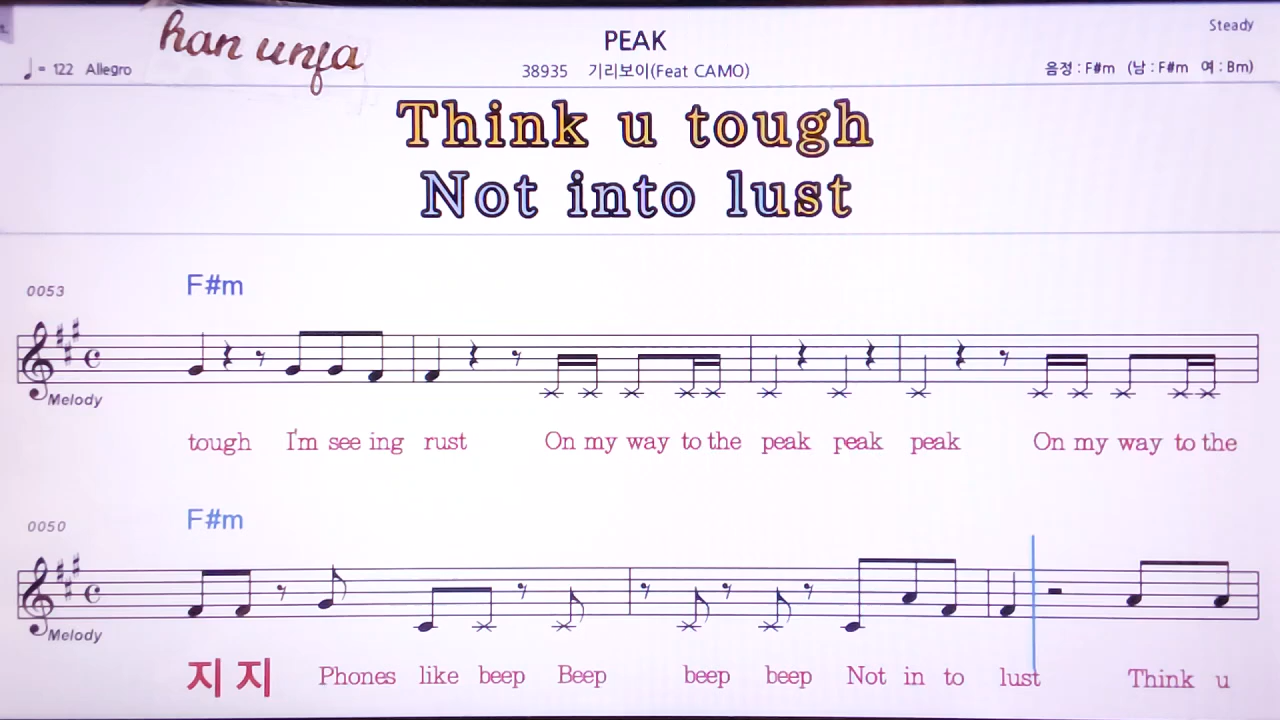 han unfa
PEAK
Steady
♩ = 122 Allegro
38935 기리보이(Feat CAMO)
음정 : F#m (남 : F#m 여 : Bm)
Think u tough
Not into lust
0053
F#m
Melody
tough I'm see ing rust On my way to the peak peak peak On my way to the
0050
F#m
Melody
지 지 Phones like beep Beep beep beep Not in to lust Think u